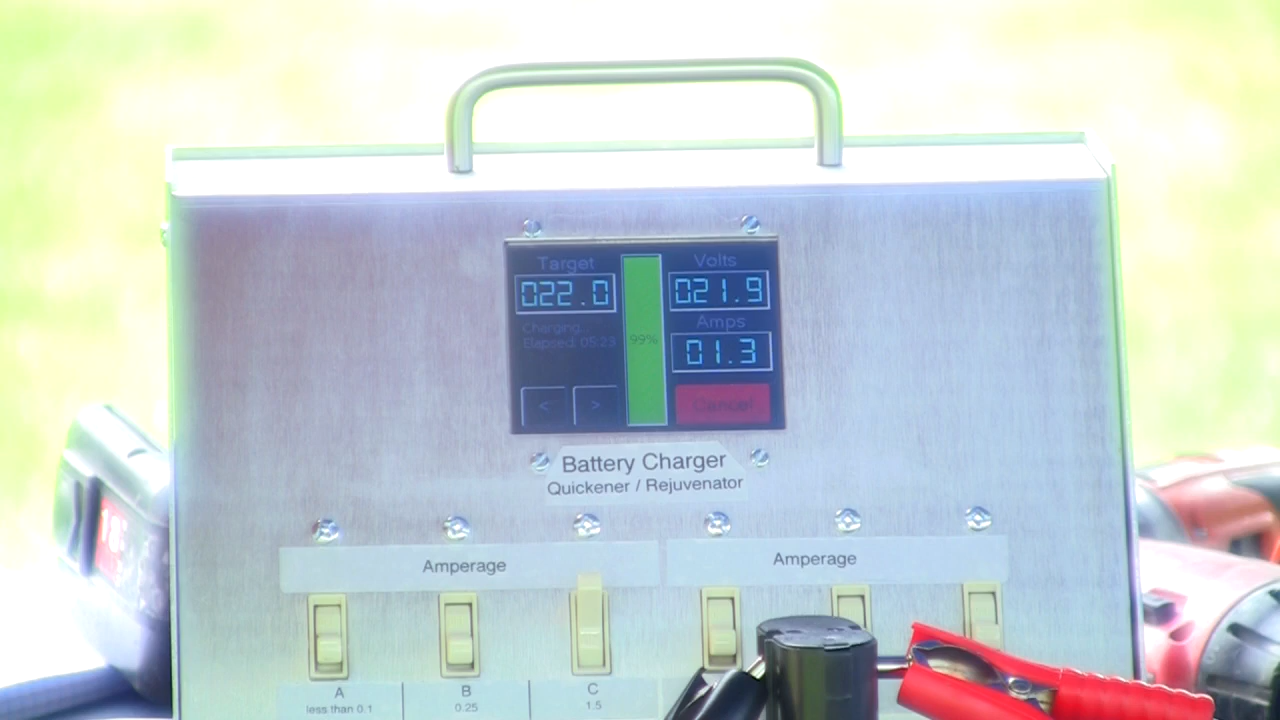 Target
022.0
Charging..
Elapsed: 05:23
< >
99%
Volts
021.9
Amps
01.3
Cancel
Battery Charger
Quickener / Rejuvenator
Amperage
Amperage
A
less than 0.1
B
0.25
C
1.5
18